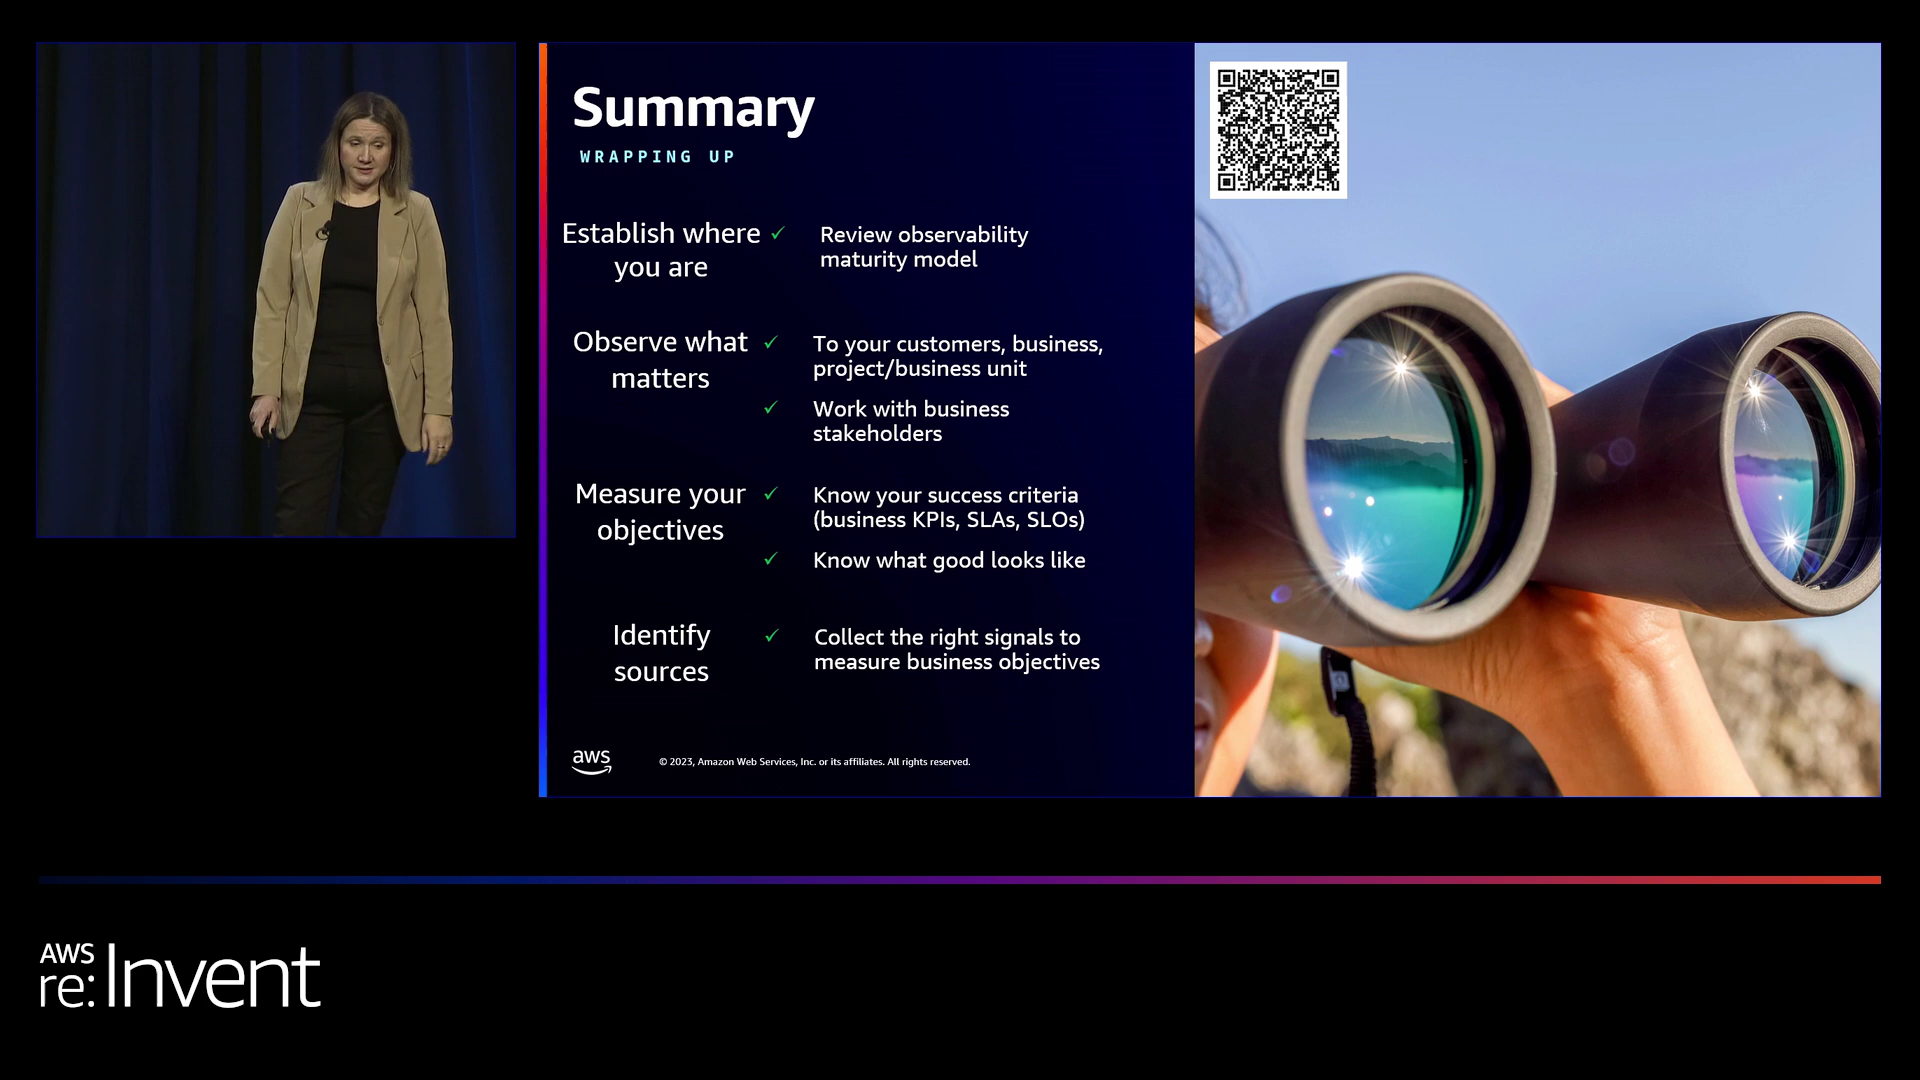 Summary
WRAPPING UP
Establish where
you are
✓ Review observability
maturity model
Observe what
matters
✓ To your customers, business,
project/business unit
✓ Work with business
stakeholders
Measure your
objectives
✓ Know your success criteria
(business KPIs, SLAs, SLOs)
✓ Know what good looks like
Identify
sources
✓ Collect the right signals to
measure business objectives
aws
© 2023, Amazon Web Services, Inc. or its affiliates. All rights reserved.
AWS
re:Invent